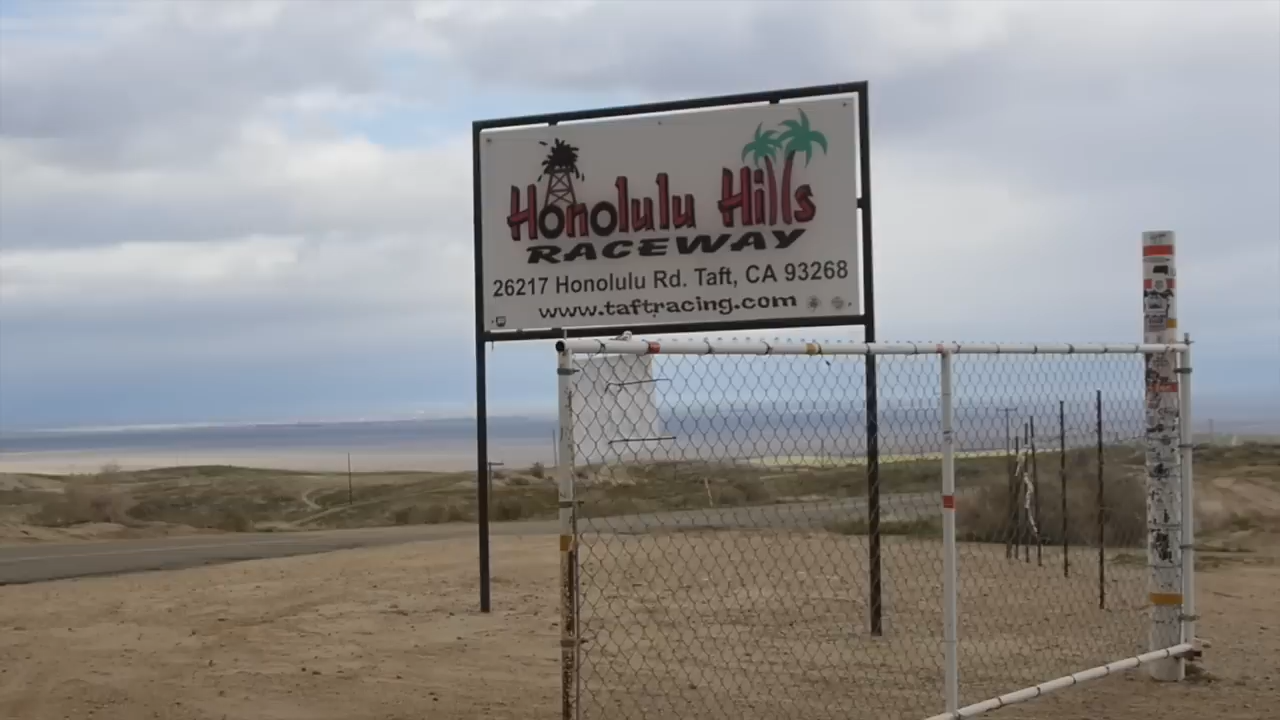 Honolulu Hills
RACEWAY
26217 Honolulu Rd. Taft, CA 93268
www.taftracing.com